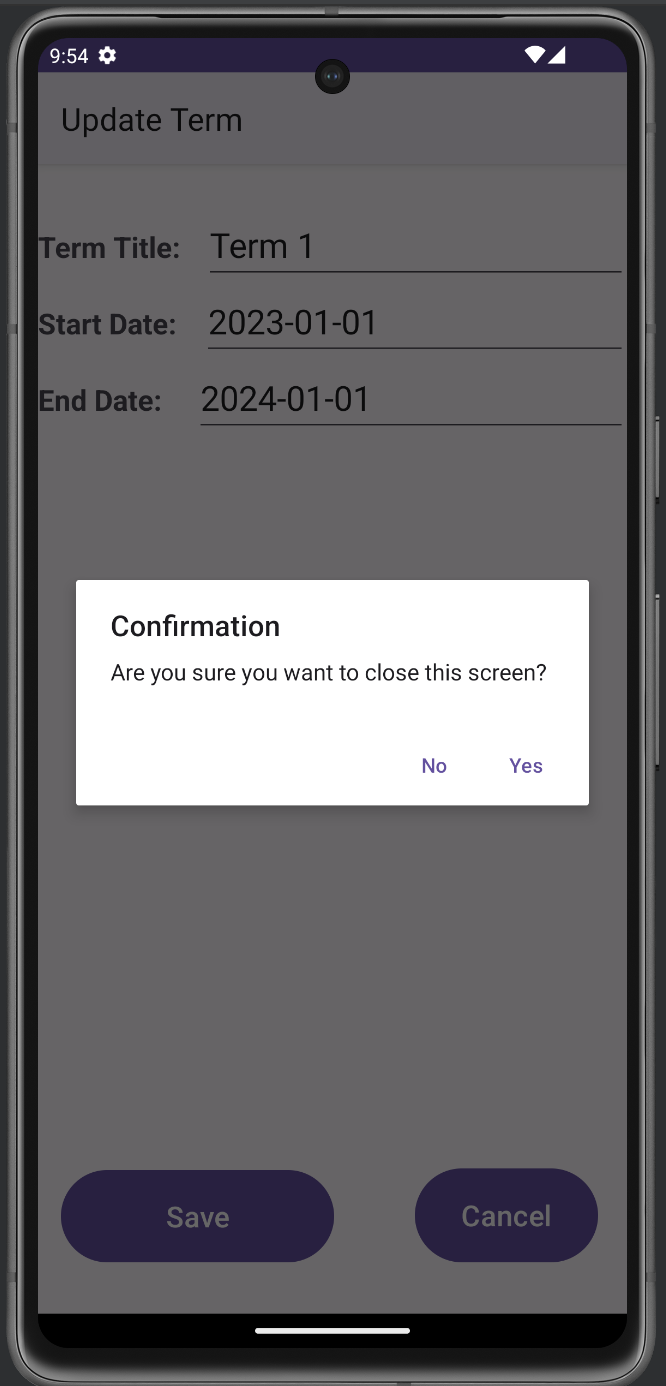 9:54
Update Term
Term Title: Term 1
Start Date: 2023-01-01
End Date: 2024-01-01
Confirmation
Are you sure you want to close this screen?
No Yes
Save Cancel